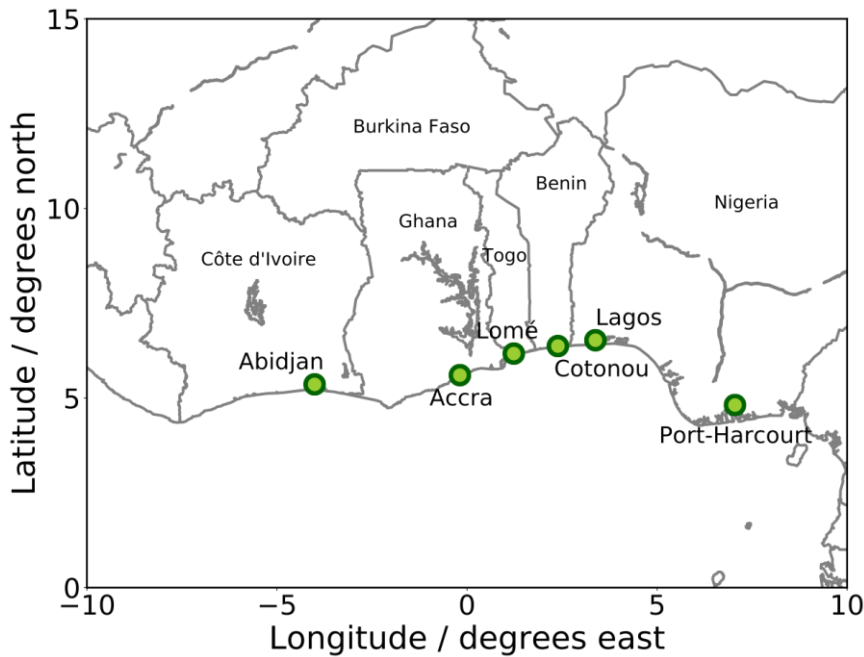 15
Burkina Faso
Benin
10
Ghana
Nigeria
Togo
Côte d'Ivoire
Lomé
Lagos
Abidjan
Cotonou
5
Accra
Port-Harcourt
0
−10
−5
0
5
10
Latitude / degrees north
Longitude / degrees east